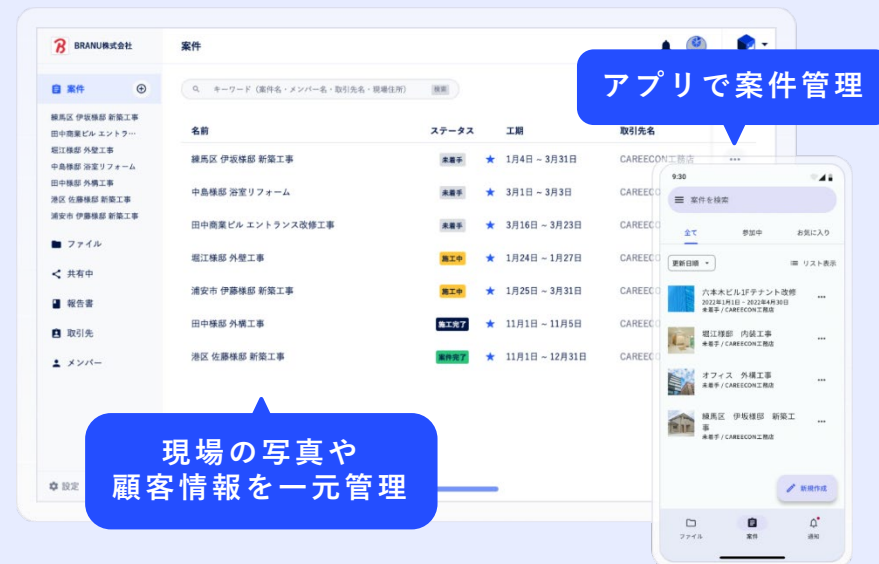 BRANU株式会社
案件
案件
キーワード（案件名・メンバー名・取引先名・現場住所）
検索
練馬区 伊坂様邸 新築工事
田中商業ビル エントラ…
堀江様邸 外壁工事
中島様邸 浴室リフォーム
田中様邸 外構工事
港区 佐藤様邸 新築工事
浦安市 伊藤様邸 新築工事
ファイル
共有中
報告書
取引先
メンバー
設定
名前 ステータス 工期 取引先名
練馬区 伊坂様邸 新築工事 未着手 ★ 1月4日 ~ 3月31日 CAREECON工務店 …
中島様邸 浴室リフォーム 未着手 ★ 3月1日 ~ 3月3日 CAREECO
田中商業ビル エントランス改修工事 未着手 ★ 3月16日 ~ 3月23日 CAREECO
堀江様邸 外壁工事 施工中 ★ 1月24日 ~ 1月27日 CAREECO
浦安市 伊藤様邸 新築工事 施工中 ★ 1月25日 ~ 3月31日 CAREECO
田中様邸 外構工事 施工完了 ★ 11月1日 ~ 11月5日 CAREECO
港区 佐藤様邸 新築工事 案件完了 ★ 11月1日 ~ 12月31日 CAREECO
アプリで案件管理
現場の写真や
顧客情報を一元管理
9:30
案件を検索
全て 参加中 お気に入り
更新日順 リスト表示
六本木ビル1Fテナント改修
2022年1月1日 - 2022年4月30日
未着手 / CAREECON工務店
堀江様邸 内装工事
未着手 / CAREECON工務店
オフィス 外構工事
未着手 / CAREECON工務店
練馬区 伊坂様邸 新築工
事
未着手 / CAREECON工務店
新規作成
ファイル 案件 通知